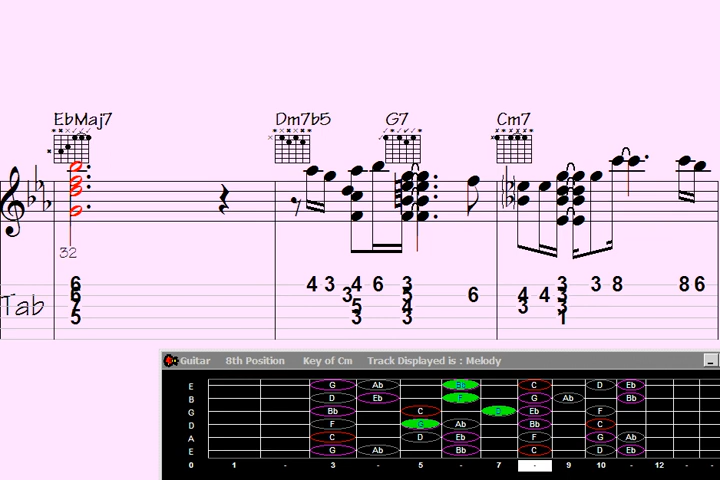 EbMaj7 Dm7b5 G7 Cm7
32
6 4 3 4 6 3 3 3 8 8 6
6 3 5 6 4 4 3
7 5 4 3 3
5 3 3 1
Tab
Guitar 8th Position Key of Cm Track Displayed is : Melody
E G Ab Bb C D Eb
B D Eb F G Ab Bb
G Bb C D Eb F
D F G Ab Bb C
A C D Eb F G Ab
E G Ab Bb C D Eb
0 1 - 3 - 5 - 7 - 9 10 - 12 - -